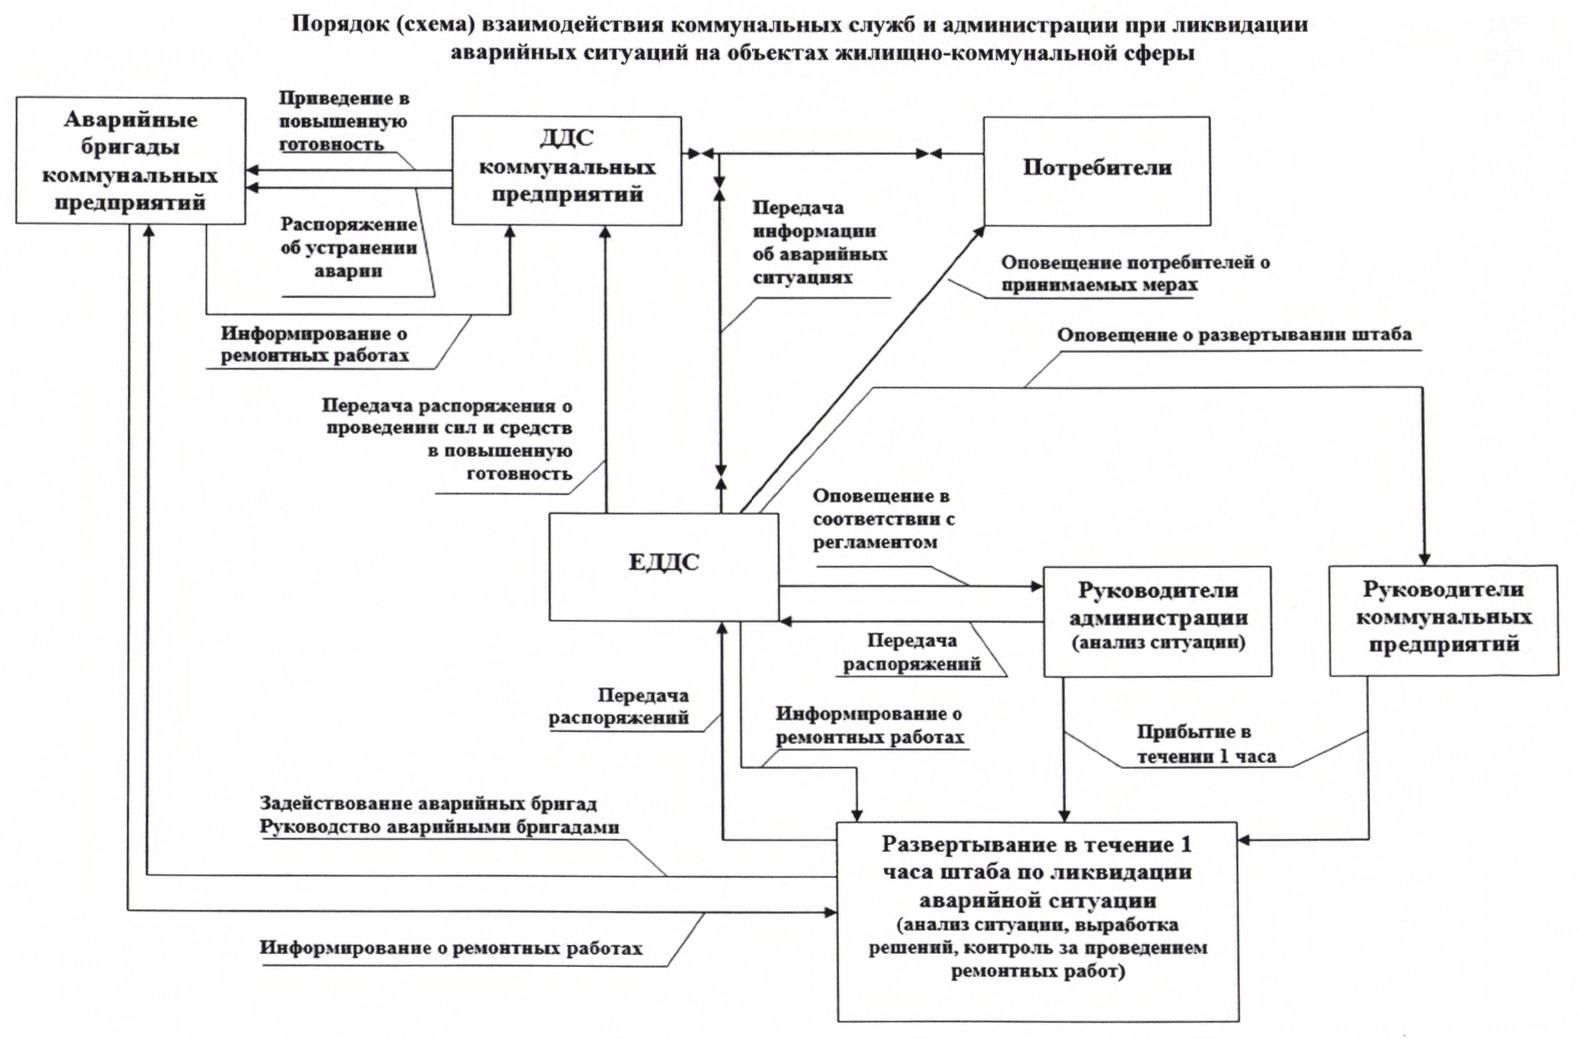 Порядок (схема) взаимодействия коммунальных служб и администрации при ликвидации
аварийных ситуаций на объектах жилищно-коммунальной сферы
Аварийные
бригады
коммунальных
предприятий
Приведение в
повышенную
готовность
ДДС
коммунальных
предприятий
Потребители
Распоряжение
об устранении
аварии
Передача
информации
об аварийных
ситуациях
Оповещение потребителей о
принимаемых мерах
Информирование о
ремонтных работах
Оповещение о развертывании штаба
Передача распоряжения о
проведении сил и средств
в повышенную
готовность
Оповещение в
соответствии с
регламентом
ЕДДС
Руководители
администрации
(анализ ситуации)
Руководители
коммунальных
предприятий
Передача
распоряжений
Передача
распоряжений
Информирование о
ремонтных работах
Прибытие в
течении 1 часа
Задействование аварийных бригад
Руководство аварийными бригадами
Развертывание в течение 1
часа штаба по ликвидации
аварийной ситуации
(анализ ситуации, выработка
решений, контроль за проведением
ремонтных работ)
Информирование о ремонтных работах